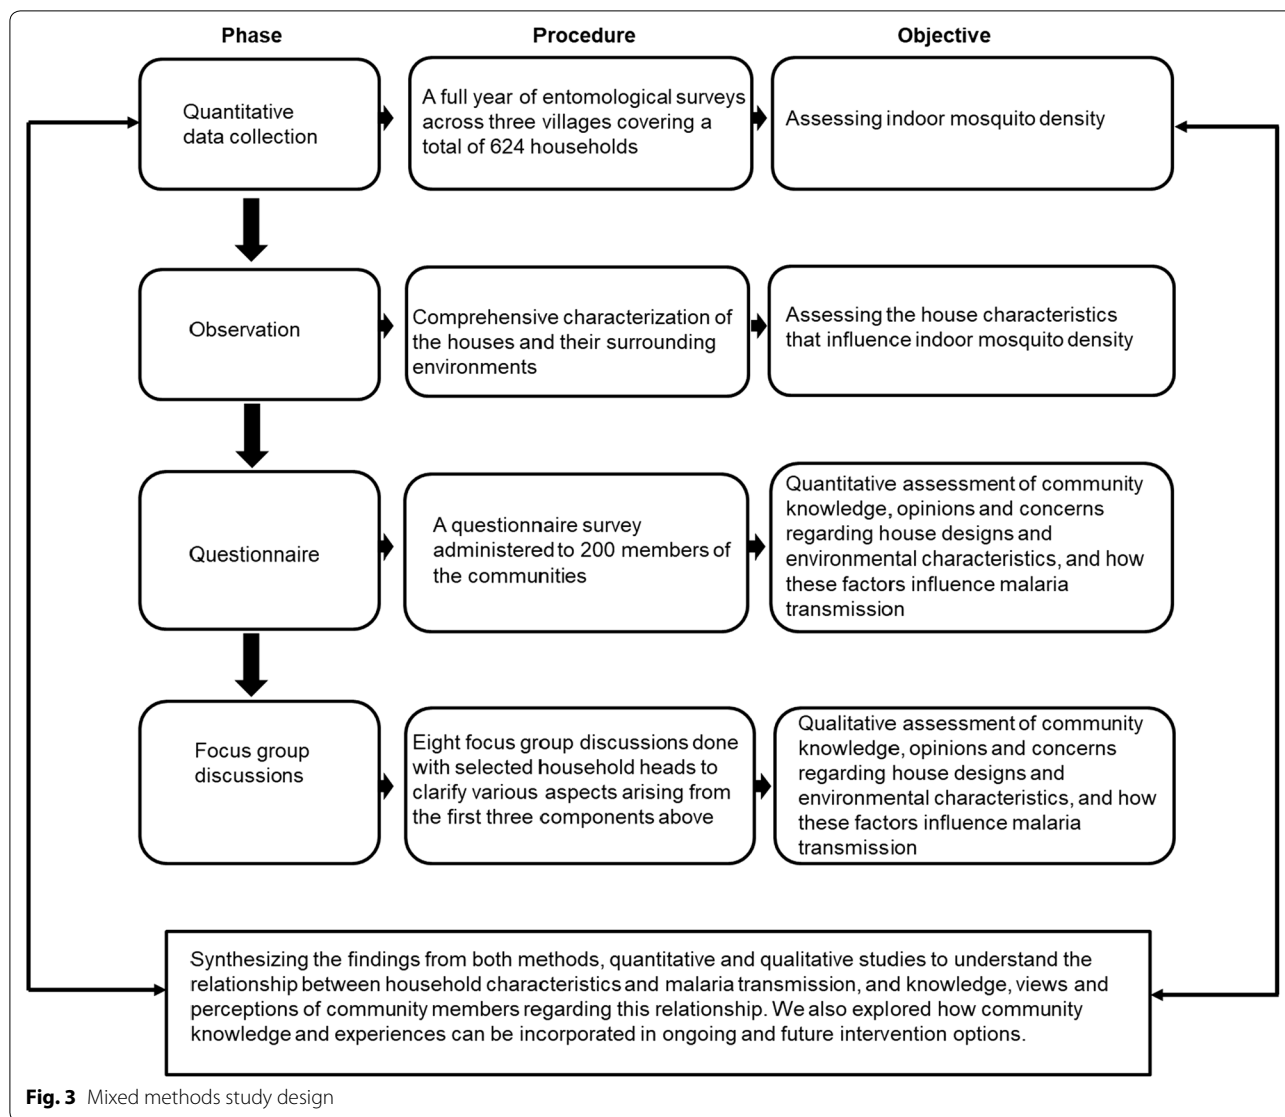 Phase
Procedure
Objective
Quantitative
data collection
A full year of entomological surveys
across three villages covering a
total of 624 households
Assessing indoor mosquito density
Observation
Comprehensive characterization of
the houses and their surrounding
environments
Assessing the house characteristics
that influence indoor mosquito density
Questionnaire
A questionnaire survey
administered to 200 members of
the communities
Quantitative assessment of community
knowledge, opinions and concerns
regarding house designs and
environmental characteristics, and how
these factors influence malaria
transmission
Focus group
discussions
Eight focus group discussions done
with selected household heads to
clarify various aspects arising from
the first three components above
Qualitative assessment of community
knowledge, opinions and concerns
regarding house designs and
environmental characteristics, and how
these factors influence malaria
transmission
Synthesizing the findings from both methods, quantitative and qualitative studies to understand the
relationship between household characteristics and malaria transmission, and knowledge, views and
perceptions of community members regarding this relationship. We also explored how community
knowledge and experiences can be incorporated in ongoing and future intervention options.
Fig. 3 Mixed methods study design